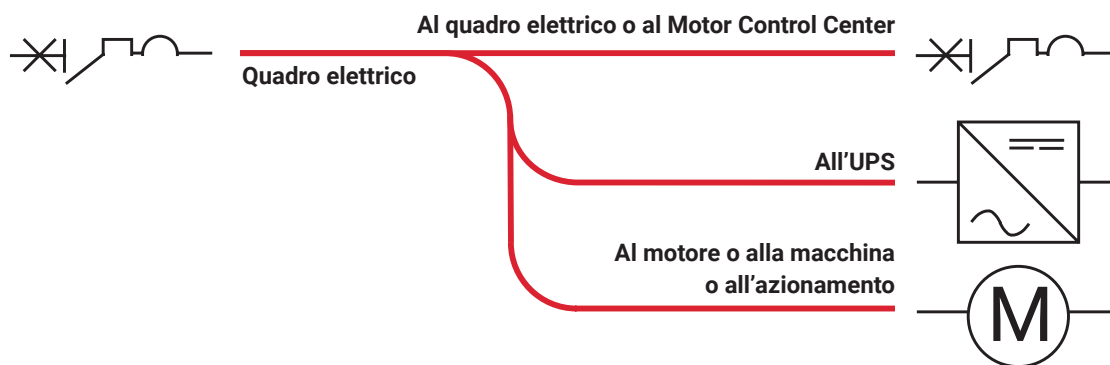 Al quadro elettrico o al Motor Control Center
Quadro elettrico
All’UPS
Al motore o alla macchina
o all’azionamento
M